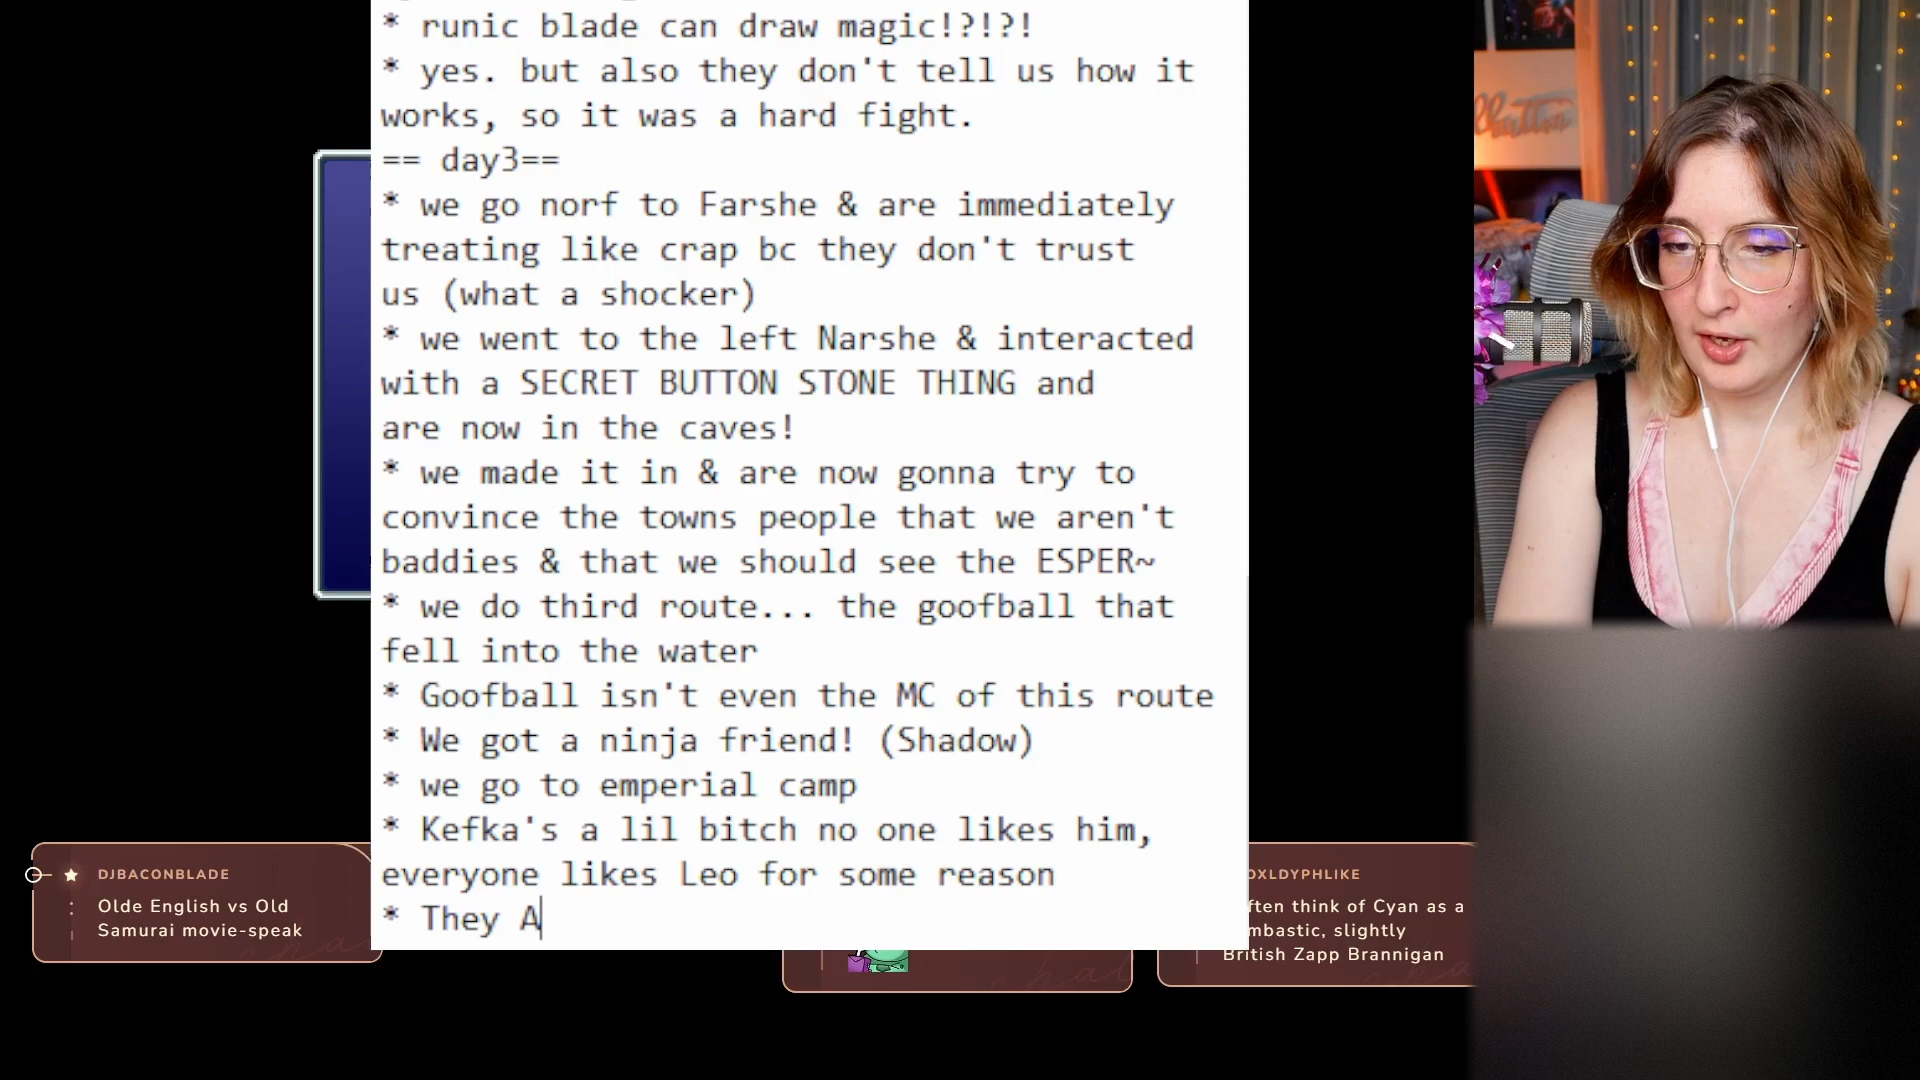 * runic blade can draw magic!?!?!
* yes. but also they don't tell us how it
works, so it was a hard fight.
== day3==
* we go norf to Farshe & are immediately
treating like crap bc they don't trust
us (what a shocker)
* we went to the left Narshe & interacted
with a SECRET BUTTON STONE THING and
are now in the caves!
* we made it in & are now gonna try to
convince the towns people that we aren't
baddies & that we should see the ESPER~
* we do third route... the goofball that
fell into the water
* Goofball isn't even the MC of this route
* We got a ninja friend! (Shadow)
* we go to emperial camp
* Kefka's a lil bitch no one likes him,
everyone likes Leo for some reason
* They A
DJBACONBLADE
Olde English vs Old
Samurai movie-speak
OXLDYPHLIKE
ften think of Cyan as a
mbastic, slightly
British Zapp Brannigan